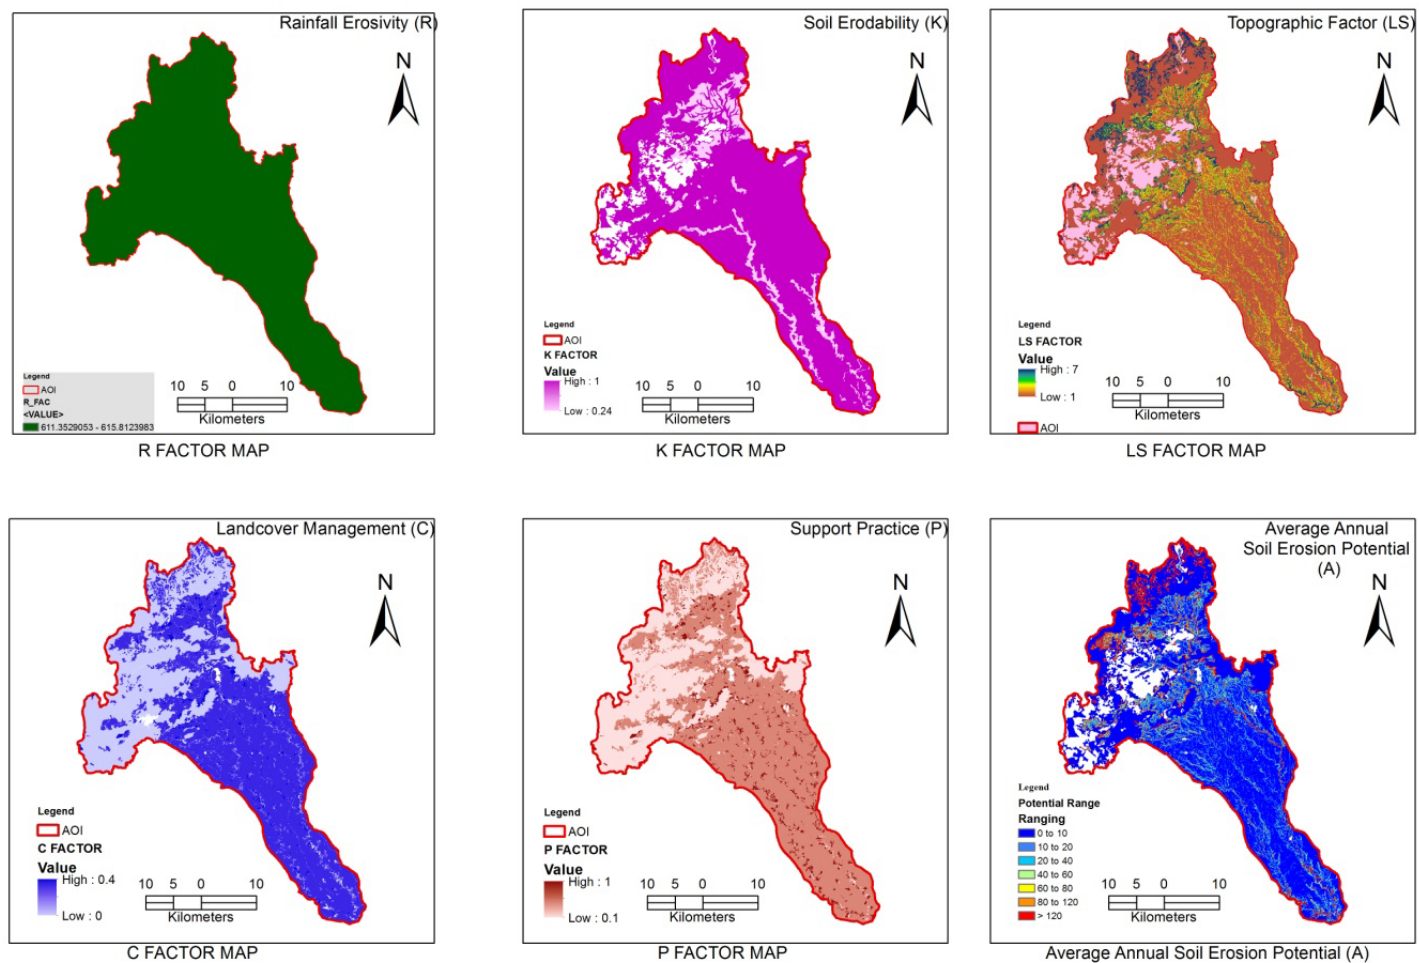 Rainfall Erosivity (R)
N
Legend
AOI
R_FAC
<VALUE>
611.3529053 - 615.8123983
10 5 0 10
Kilometers
R FACTOR MAP
Soil Erodability (K)
N
Legend
AOI
K FACTOR
Value
High : 1
Low : 0.24
10 5 0 10
Kilometers
K FACTOR MAP
Topographic Factor (LS)
N
Legend
LS FACTOR
Value
High : 7
Low : 1
AOI
10 5 0 10
Kilometers
LS FACTOR MAP
Landcover Management (C)
N
Legend
AOI
C FACTOR
Value
High : 0.4
Low : 0
10 5 0 10
Kilometers
C FACTOR MAP
Support Practice (P)
N
Legend
AOI
P FACTOR
Value
High : 1
Low : 0.1
10 5 0 10
Kilometers
P FACTOR MAP
Average Annual
Soil Erosion Potential
(A)
N
Legend
Potential Range
Ranging
0 to 10
10 to 20
20 to 40
40 to 60
60 to 80
80 to 120
> 120
10 5 0 10
Kilometers
Average Annual Soil Erosion Potential (A)